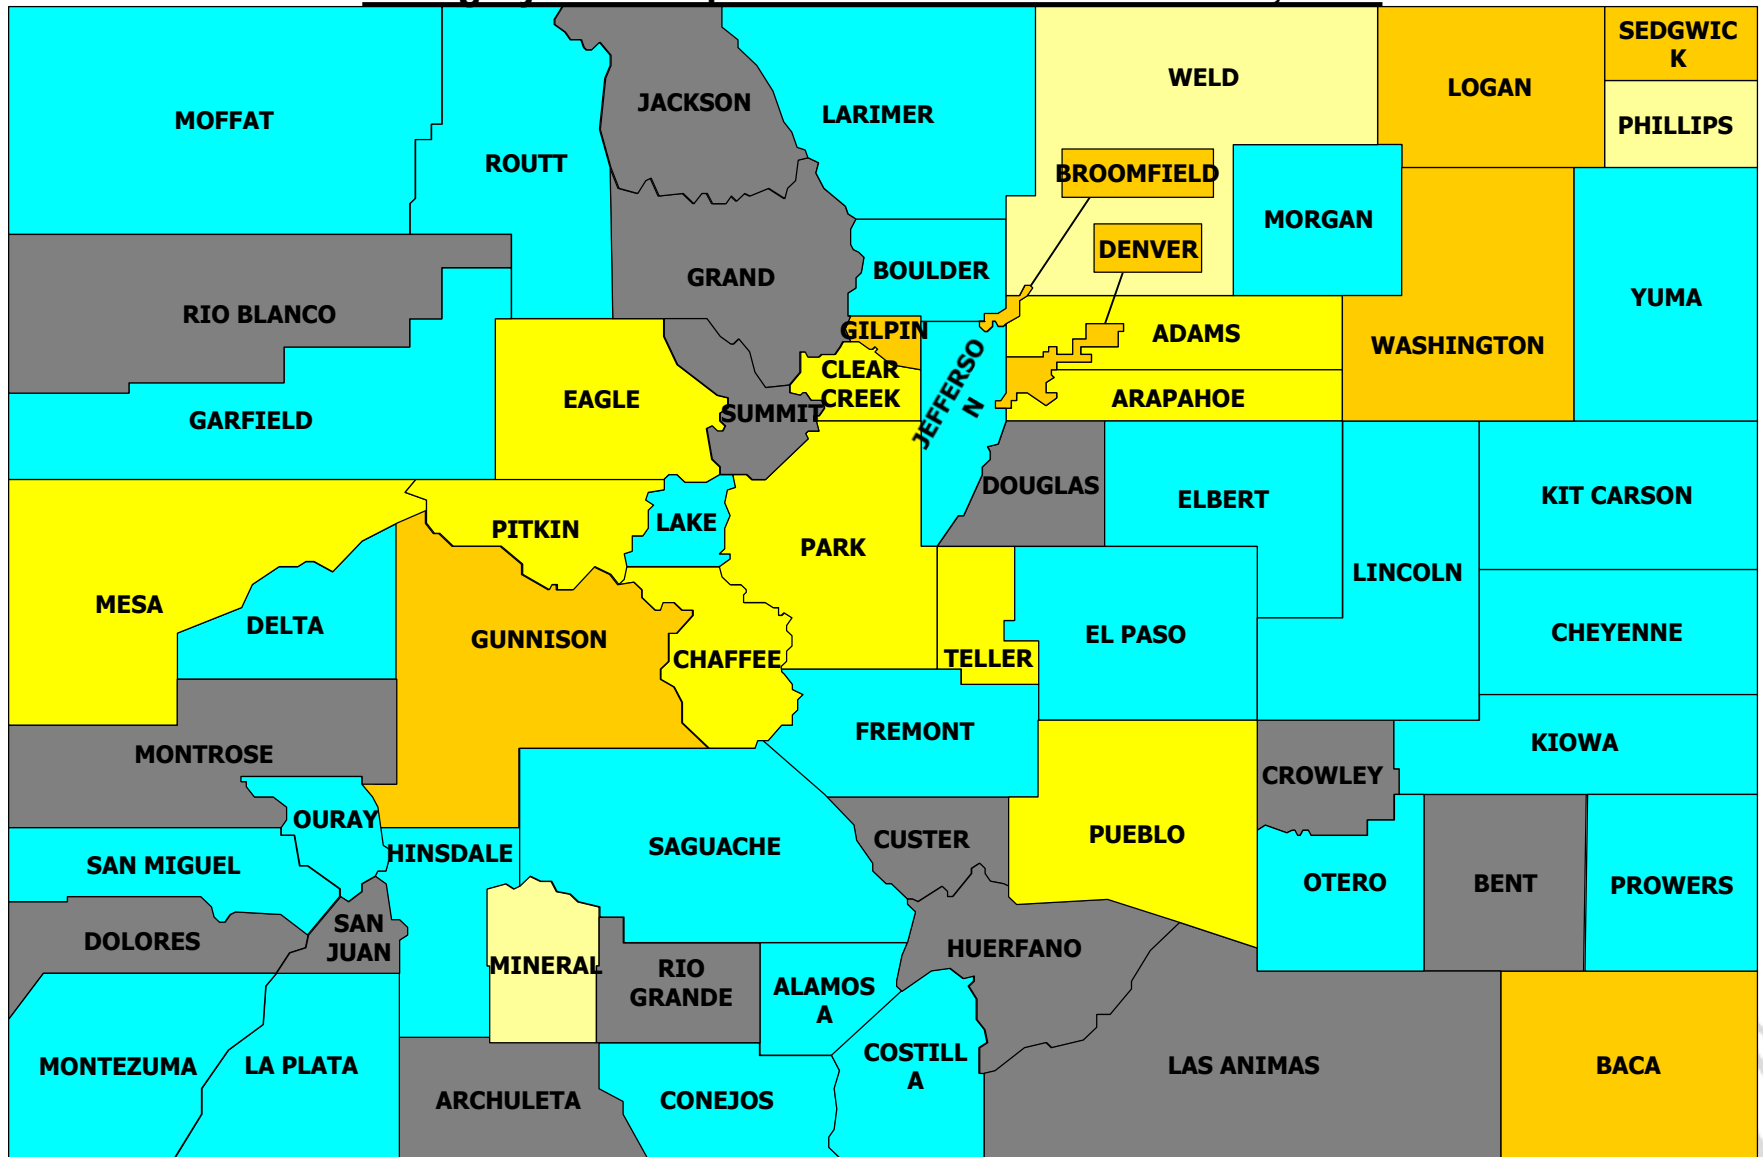 SEDGWIC
K
WELD
LOGAN
JACKSON
LARIMER
MOFFAT
PHILLIPS
ROUTT
BROOMFIELD
MORGAN
DENVER
BOULDER
GRAND
YUMA
RIO BLANCO
GILPIN
ADAMS
WASHINGTON
CLEAR
CREEK
JEFFERSO
N
EAGLE
ARAPAHOE
SUMMIT
GARFIELD
DOUGLAS
ELBERT
KIT CARSON
LAKE
PITKIN
PARK
LINCOLN
MESA
DELTA
GUNNISON
EL PASO
CHEYENNE
CHAFFEE
TELLER
FREMONT
KIOWA
MONTROSE
CROWLEY
OURAY
PUEBLO
CUSTER
SAGUACHE
HINSDALE
SAN MIGUEL
OTERO
BENT
PROWERS
SAN
JUAN
DOLORES
HUERFANO
MINERAL
RIO
GRANDE
ALAMOS
A
COSTILL
A
MONTEZUMA
LA PLATA
LAS ANIMAS
BACA
ARCHULETA
CONEJOS